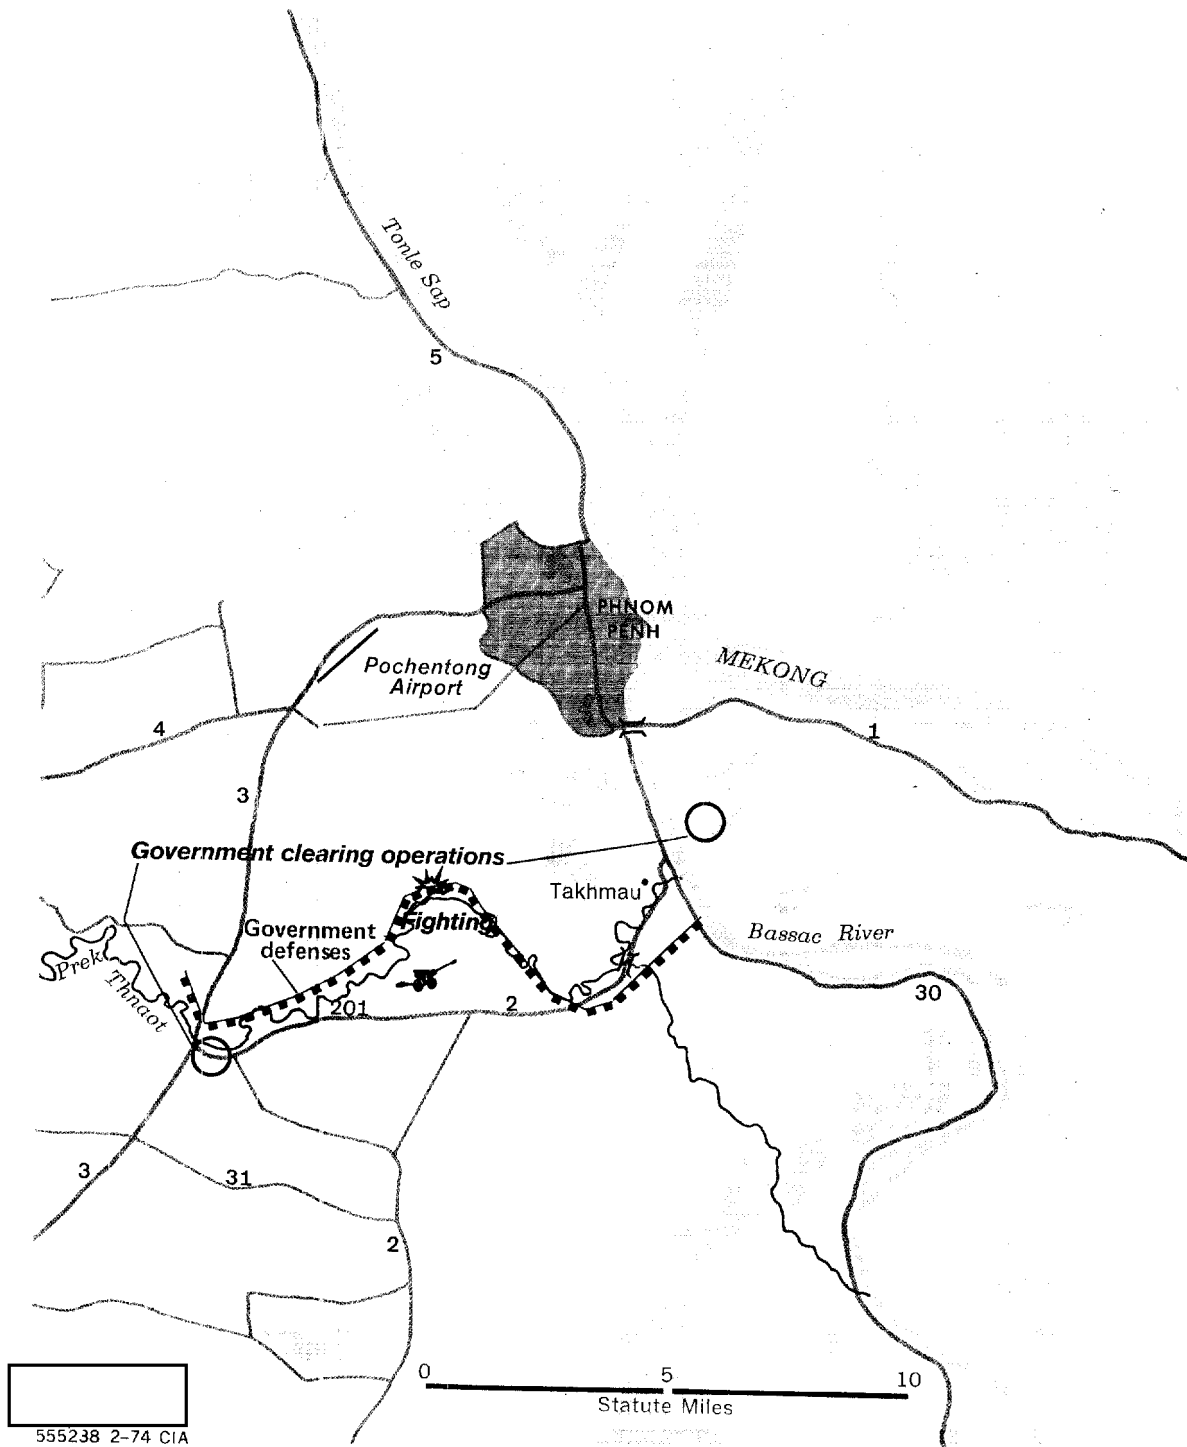 Tonle Sap
5
PHNOM
PENH
MEKONG
Pochentong
Airport
4
1
3
Government clearing operations
Takhmau
Fighting
Government
defenses
Bassac River
Prek
Thnaot
201
2
30
3
31
2
0 5 10
Statute Miles
555238 2-74 CIA